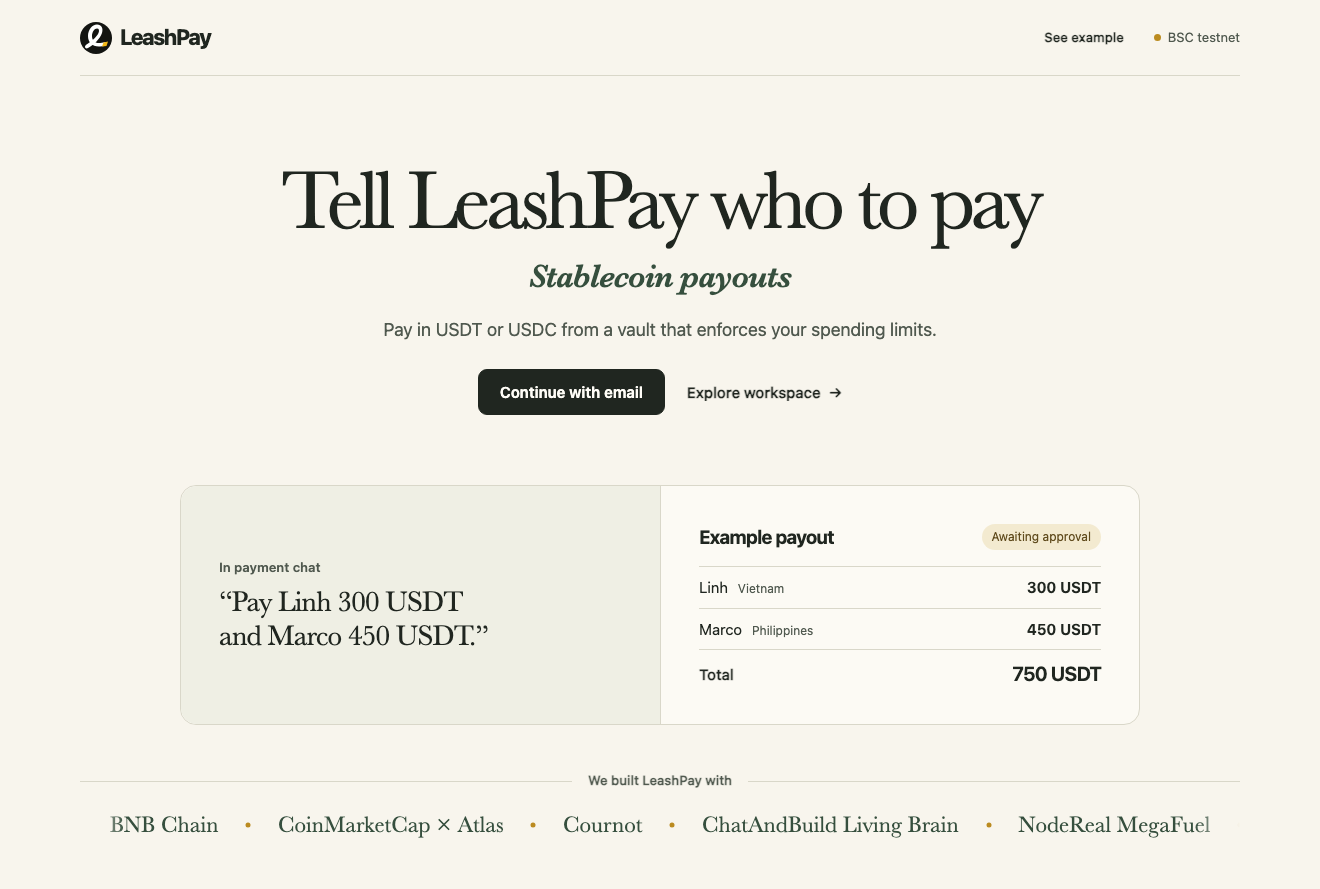 LeashPay
See example
BSC testnet
Tell LeashPay who to pay
Stablecoin payouts
Pay in USDT or USDC from a vault that enforces your spending limits.
Continue with email
Explore workspace →
In payment chat
“Pay Linh 300 USDT
and Marco 450 USDT.”
Example payout
Awaiting approval
Linh Vietnam 300 USDT
Marco Philippines 450 USDT
Total 750 USDT
We built LeashPay with
BNB Chain • CoinMarketCap × Atlas • Cournot • ChatAndBuild Living Brain • NodeReal MegaFuel